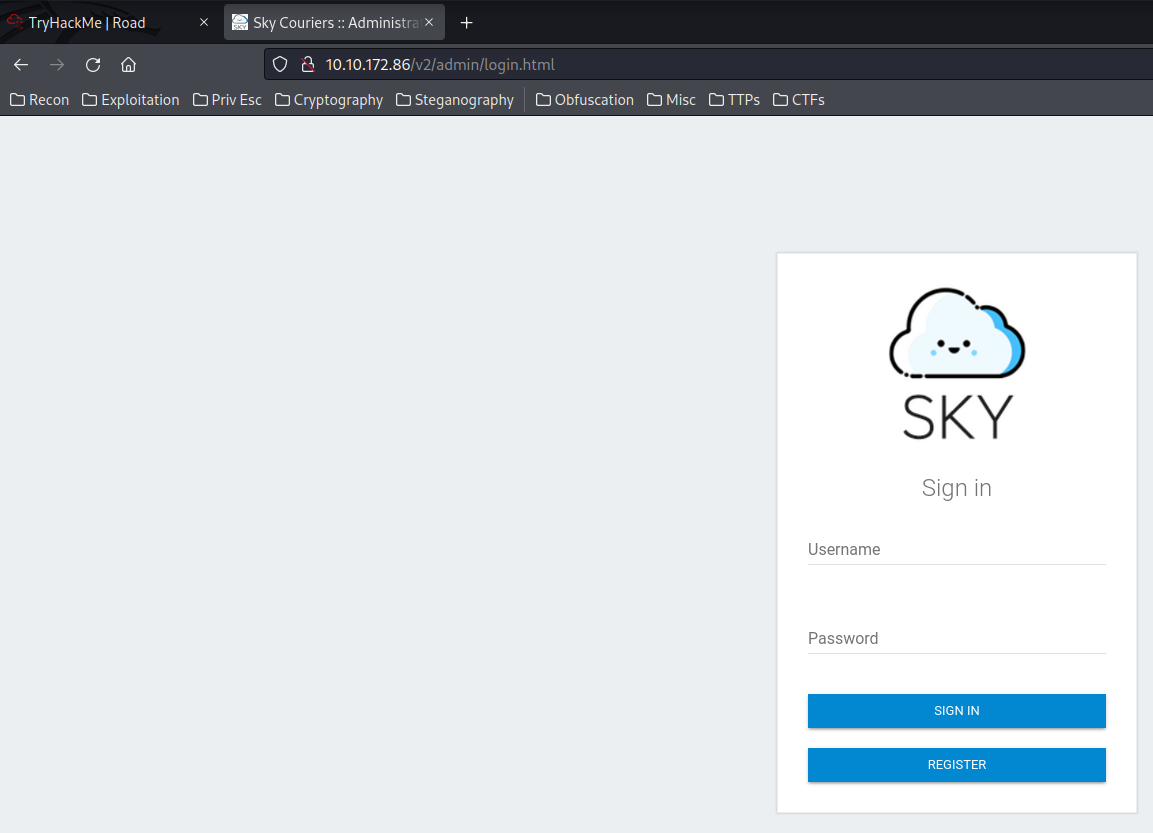 TryHackMe | Road
Sky Couriers :: Administra
10.10.172.86/v2/admin/login.html
Recon Exploitation Priv Esc Cryptography Steganography Obfuscation Misc TTPs CTFs
SKY
Sign in
Username
Password
SIGN IN
REGISTER